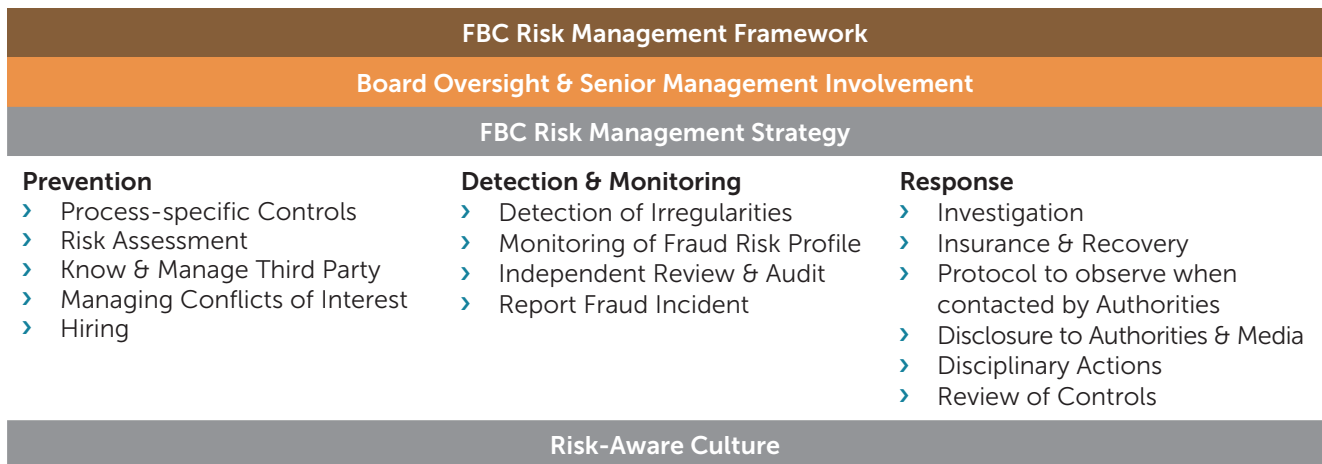 FBC Risk Management Framework
Board Oversight & Senior Management Involvement
FBC Risk Management Strategy
Prevention
› Process-specific Controls
› Risk Assessment
› Know & Manage Third Party
› Managing Conflicts of Interest
› Hiring
Detection & Monitoring
› Detection of Irregularities
› Monitoring of Fraud Risk Profile
› Independent Review & Audit
› Report Fraud Incident
Response
› Investigation
› Insurance & Recovery
› Protocol to observe when
contacted by Authorities
› Disclosure to Authorities & Media
› Disciplinary Actions
› Review of Controls
Risk-Aware Culture